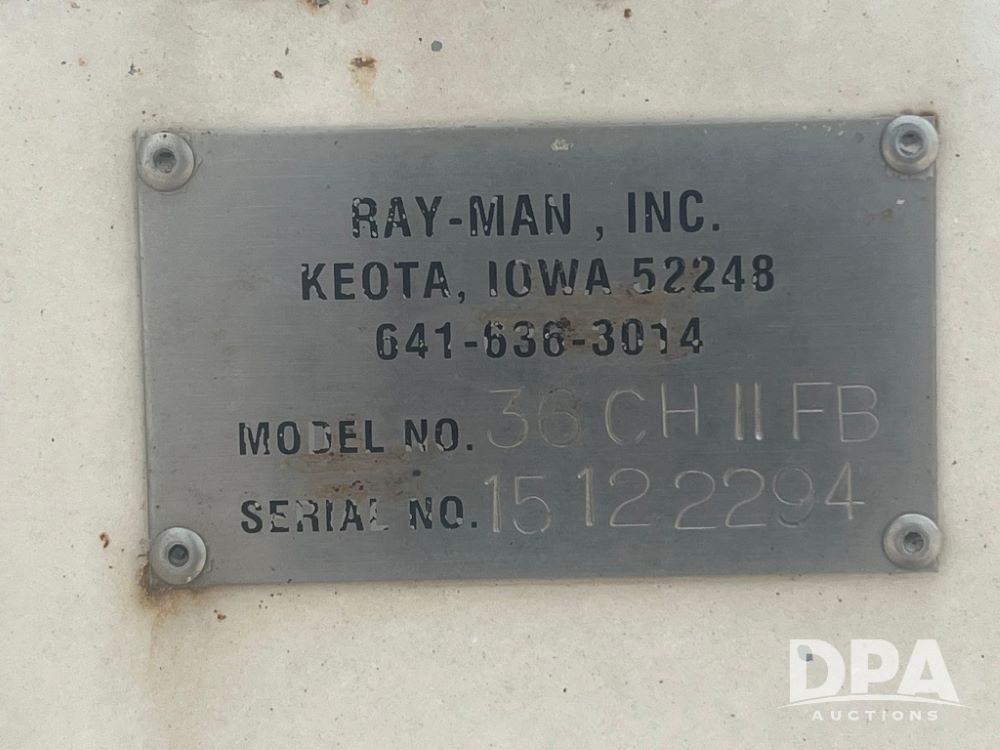 RAY-MAN, INC.
KEOTA, IOWA 52248
641-636-3014
MODEL NO. 36 CH II FB
SERIAL NO. 15 12 2294
DPA
AUCTIONS